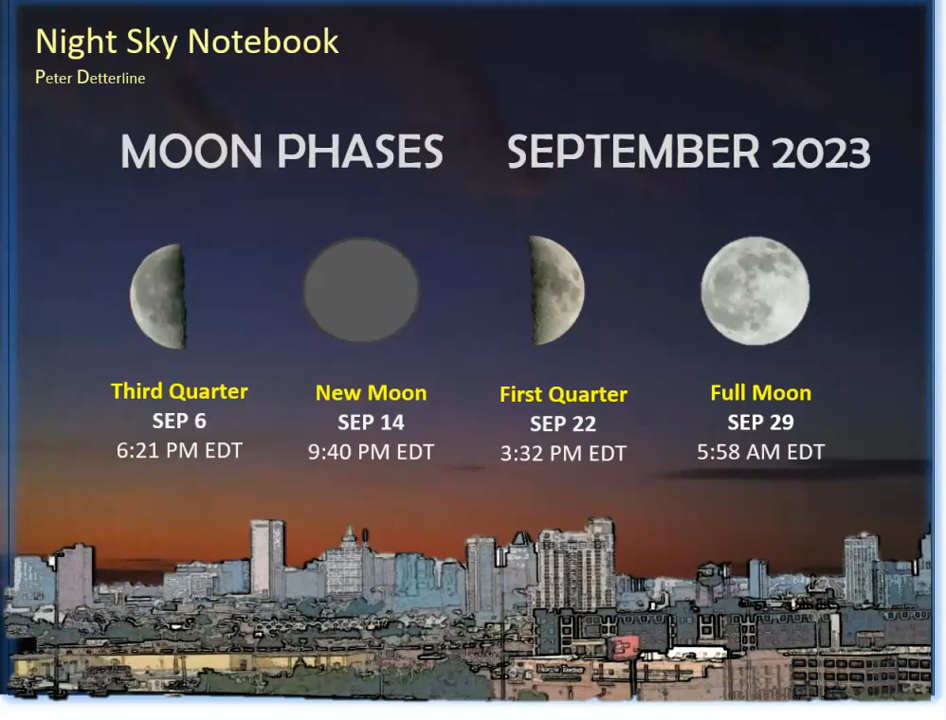 Night Sky Notebook
Peter Detterline
MOON PHASES SEPTEMBER 2023
Third Quarter
SEP 6
6:21 PM EDT
New Moon
SEP 14
9:40 PM EDT
First Quarter
SEP 22
3:32 PM EDT
Full Moon
SEP 29
5:58 AM EDT